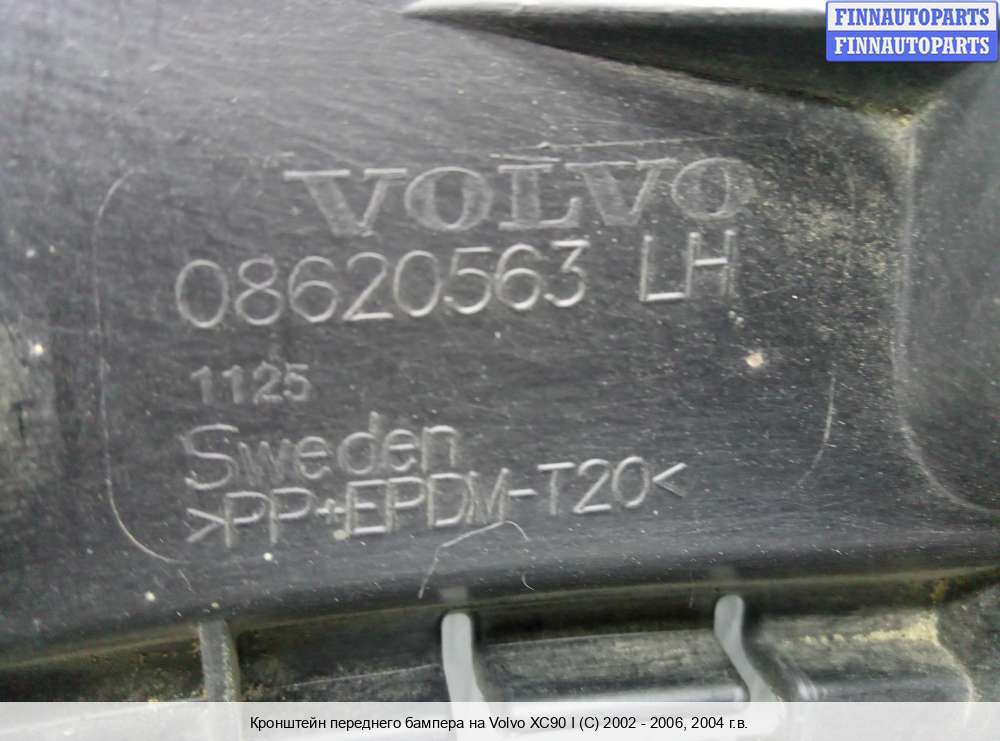 FINNAUTOPARTS
FINNAUTOPARTS
VOLVO
08620563 LH
1125
Sweden
>PP+EPDM-T20<
Кронштейн переднего бампера на Volvo XC90 I (C) 2002 - 2006, 2004 г.в.